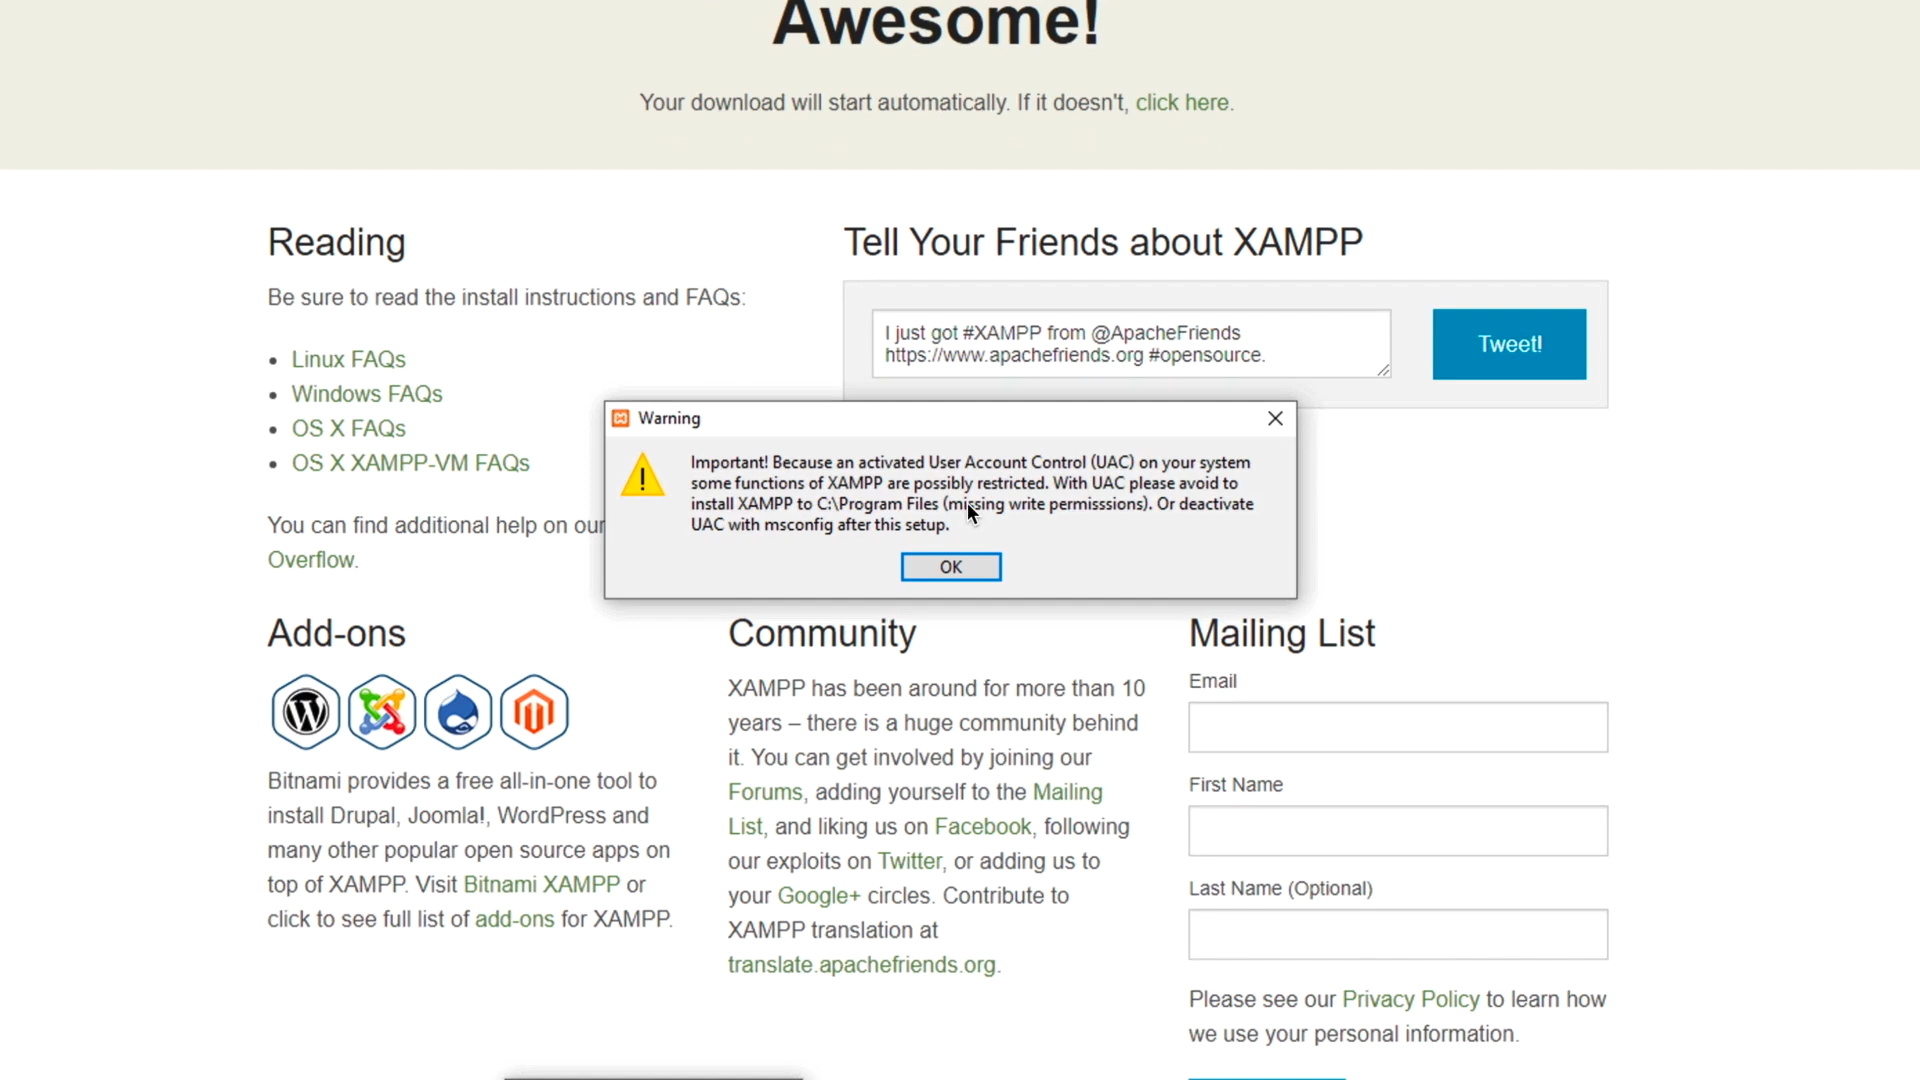 Awesome!
Your download will start automatically. If it doesn't, click here.
Reading
Be sure to read the install instructions and FAQs:
Linux FAQs
Windows FAQs
OS X FAQs
OS X XAMPP-VM FAQs
You can find additional help on our
Overflow.
Tell Your Friends about XAMPP
I just got #XAMPP from @ApacheFriends
https://www.apachefriends.org #opensource.
Tweet!
Warning
Important! Because an activated User Account Control (UAC) on your system
some functions of XAMPP are possibly restricted. With UAC please avoid to
install XAMPP to C:\Program Files (missing write permisssions). Or deactivate
UAC with msconfig after this setup.
OK
Add-ons
Bitnami provides a free all-in-one tool to
install Drupal, Joomla!, WordPress and
many other popular open source apps on
top of XAMPP. Visit Bitnami XAMPP or
click to see full list of add-ons for XAMPP.
Community
XAMPP has been around for more than 10
years – there is a huge community behind
it. You can get involved by joining our
Forums, adding yourself to the Mailing
List, and liking us on Facebook, following
our exploits on Twitter, or adding us to
your Google+ circles. Contribute to
XAMPP translation at
translate.apachefriends.org.
Mailing List
Email
First Name
Last Name (Optional)
Please see our Privacy Policy to learn how
we use your personal information.